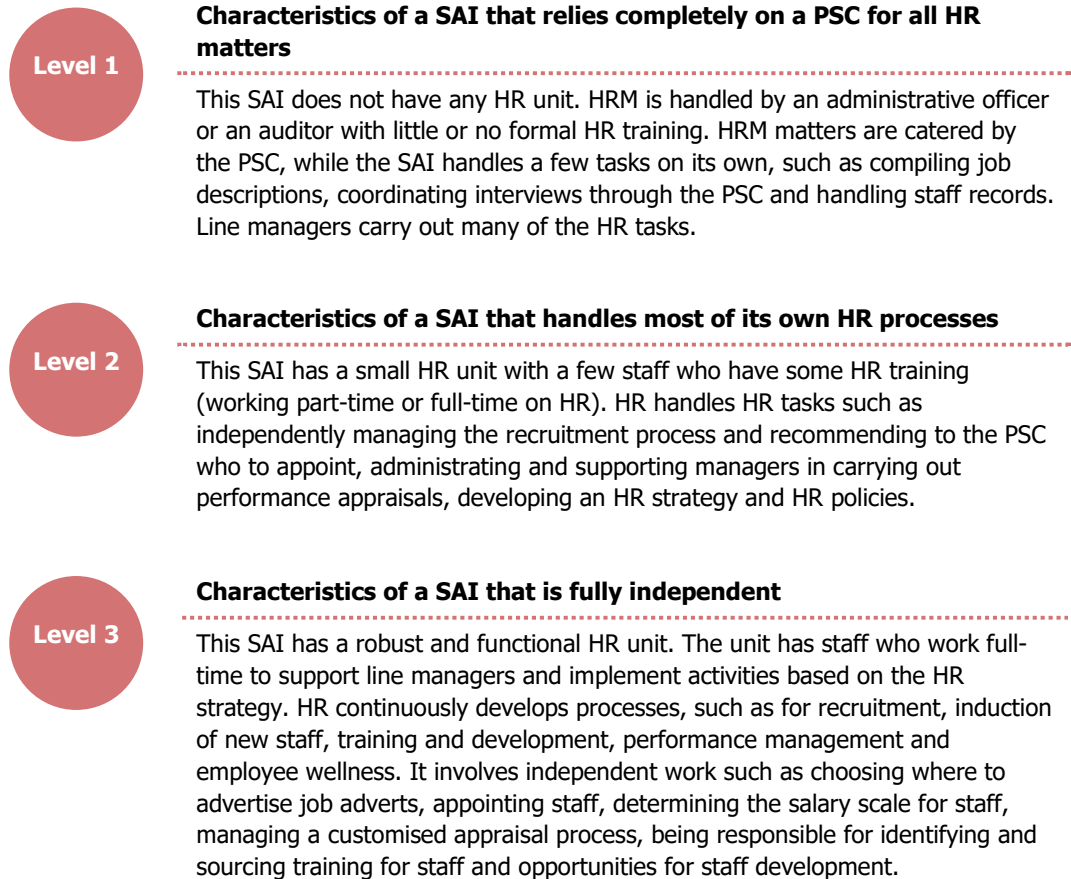 Level 1
Characteristics of a SAI that relies completely on a PSC for all HR
matters
This SAI does not have any HR unit. HRM is handled by an administrative officer
or an auditor with little or no formal HR training. HRM matters are catered by
the PSC, while the SAI handles a few tasks on its own, such as compiling job
descriptions, coordinating interviews through the PSC and handling staff records.
Line managers carry out many of the HR tasks.
Level 2
Characteristics of a SAI that handles most of its own HR processes
This SAI has a small HR unit with a few staff who have some HR training
(working part-time or full-time on HR). HR handles HR tasks such as
independently managing the recruitment process and recommending to the PSC
who to appoint, administrating and supporting managers in carrying out
performance appraisals, developing an HR strategy and HR policies.
Level 3
Characteristics of a SAI that is fully independent
This SAI has a robust and functional HR unit. The unit has staff who work full-
time to support line managers and implement activities based on the HR
strategy. HR continuously develops processes, such as for recruitment, induction
of new staff, training and development, performance management and
employee wellness. It involves independent work such as choosing where to
advertise job adverts, appointing staff, determining the salary scale for staff,
managing a customised appraisal process, being responsible for identifying and
sourcing training for staff and opportunities for staff development.